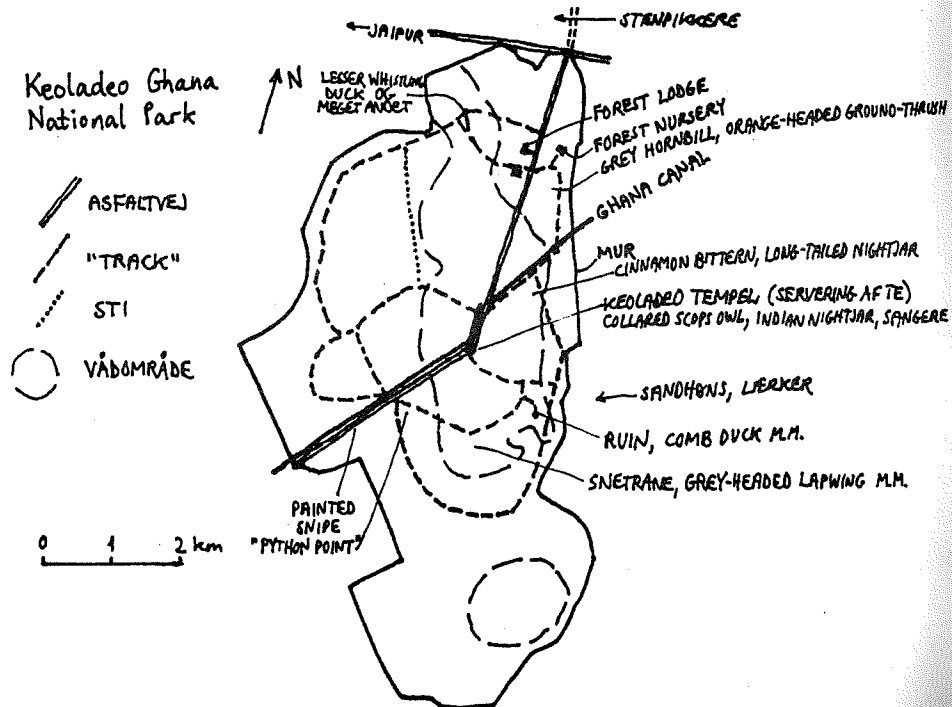 STENPIKKERE
JAIPUR
Keoladeo Ghana
National Park
N
LESSER WHISTLING
DUCK OG
MEGET ANDET
FOREST LODGE
FOREST NURSERY
GREY HORNBILL, ORANGE-HEADED GROUND-THRUSH
GHANA CANAL
ASFALTVEJ
"TRACK"
STI
VÅDOMRÅDE
MUR
CINNAMON BITTERN, LONG-TAILED NIGHTJAR
KEOLADEO TEMPEL (SERVERING AF TE)
COLLARED SCOPS OWL, INDIAN NIGHTJAR, SANGERE
SANDHØNS, LÆRKER
RUIN, COMB DUCK M.M.
SNETRANE, GREY-HEADED LAPWING M.M.
PAINTED
SNIPE
"PYTHON POINT"
0 1 2 km